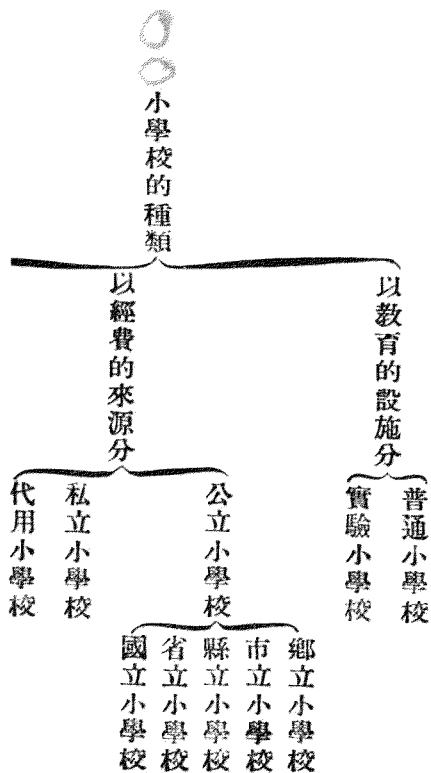 小學校的種類
以教育的設施分
普通小學校
實驗小學校
以經費的來源分
公立小學校
鄉立小學校
市立小學校
縣立小學校
省立小學校
國立小學校
私立小學校
代用小學校